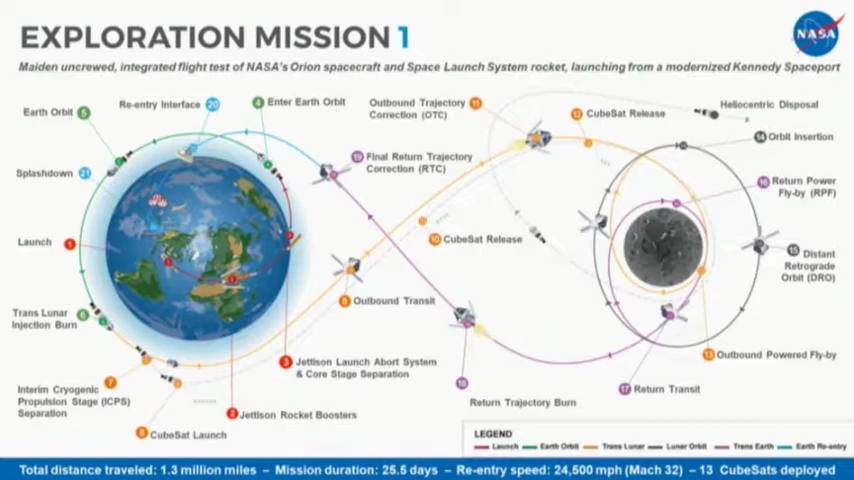 EXPLORATION MISSION 1
NASA
Maiden uncrewed, integrated flight test of NASA's Orion spacecraft and Space Launch System rocket, launching from a modernized Kennedy Spaceport
Earth Orbit 5
Re-entry Interface 20
4 Enter Earth Orbit
Outbound Trajectory 11
Correction (OTC)
12 CubeSat Release
Heliocentric Disposal
14 Orbit Insertion
Splashdown 21
19 Final Return Trajectory
Correction (RTC)
16 Return Power
Fly-by (RPF)
Launch 1
10 CubeSat Release
15 Distant
Retrograde
Orbit (DRO)
9 Outbound Transit
Trans Lunar 6
Injection Burn
3 Jettison Launch Abort System
& Core Stage Separation
13 Outbound Powered Fly-by
7
Interim Cryogenic
Propulsion Stage (ICPS)
Separation
18
Return Trajectory Burn
17 Return Transit
2 Jettison Rocket Boosters
8 CubeSat Launch
LEGEND
Launch Earth Orbit Trans Lunar Lunar Orbit Trans Earth Earth Re-entry
Total distance traveled: 1.3 million miles – Mission duration: 25.5 days – Re-entry speed: 24,500 mph (Mach 32) – 13 CubeSats deployed